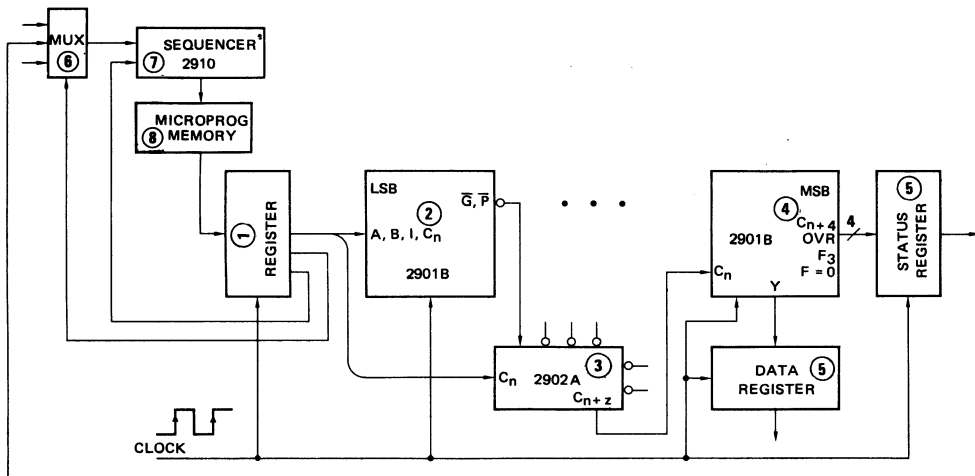 MUX
6
SEQUENCER
7
2910
MICROPROG
8 MEMORY
1
REGISTER
LSB
2
G̅, P̅
A, B, I, Cn
2901B
• • •
MSB
4
Cn+4
4
2901B
OVR
F3
Cn
F = 0
Y
5
STATUS
REGISTER
3
Cn
2902A
Cn+z
DATA
5
REGISTER
CLOCK